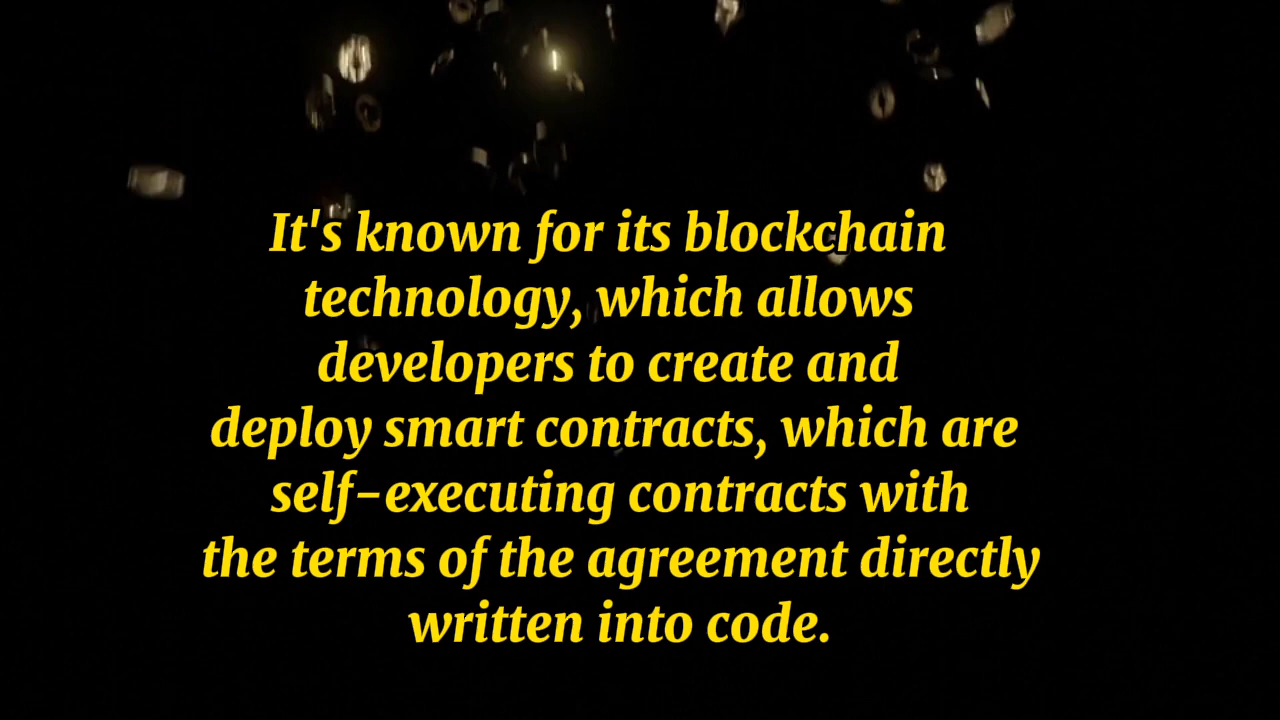 It's known for its blockchain
technology, which allows
developers to create and
deploy smart contracts, which are
self-executing contracts with
the terms of the agreement directly
written into code.